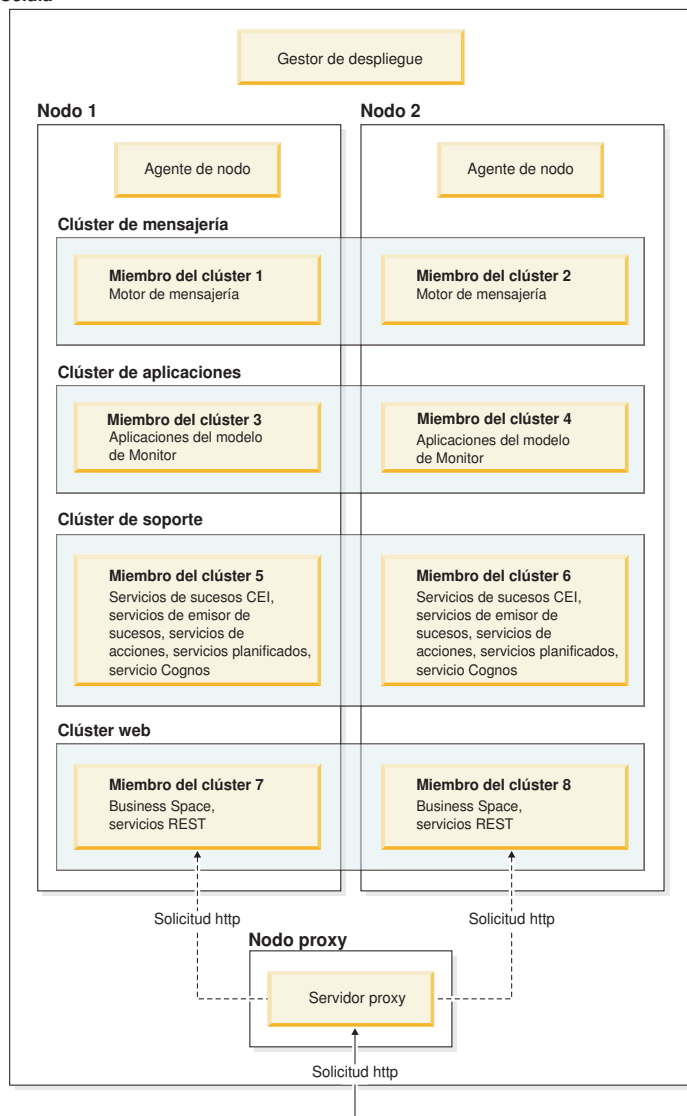 Célula
Gestor de despliegue
Nodo 1
Nodo 2
Agente de nodo
Agente de nodo
Clúster de mensajería
Miembro del clúster 1
Motor de mensajería
Miembro del clúster 2
Motor de mensajería
Clúster de aplicaciones
Miembro del clúster 3
Aplicaciones del modelo
de Monitor
Miembro del clúster 4
Aplicaciones del modelo
de Monitor
Clúster de soporte
Miembro del clúster 5
Servicios de sucesos CEI,
servicios de emisor de
sucesos, servicios de
acciones, servicios planificados,
servicio Cognos
Miembro del clúster 6
Servicios de sucesos CEI,
servicios de emisor de
sucesos, servicios de
acciones, servicios planificados,
servicio Cognos
Clúster web
Miembro del clúster 7
Business Space,
servicios REST
Miembro del clúster 8
Business Space,
servicios REST
Solicitud http
Solicitud http
Nodo proxy
Servidor proxy
Solicitud http